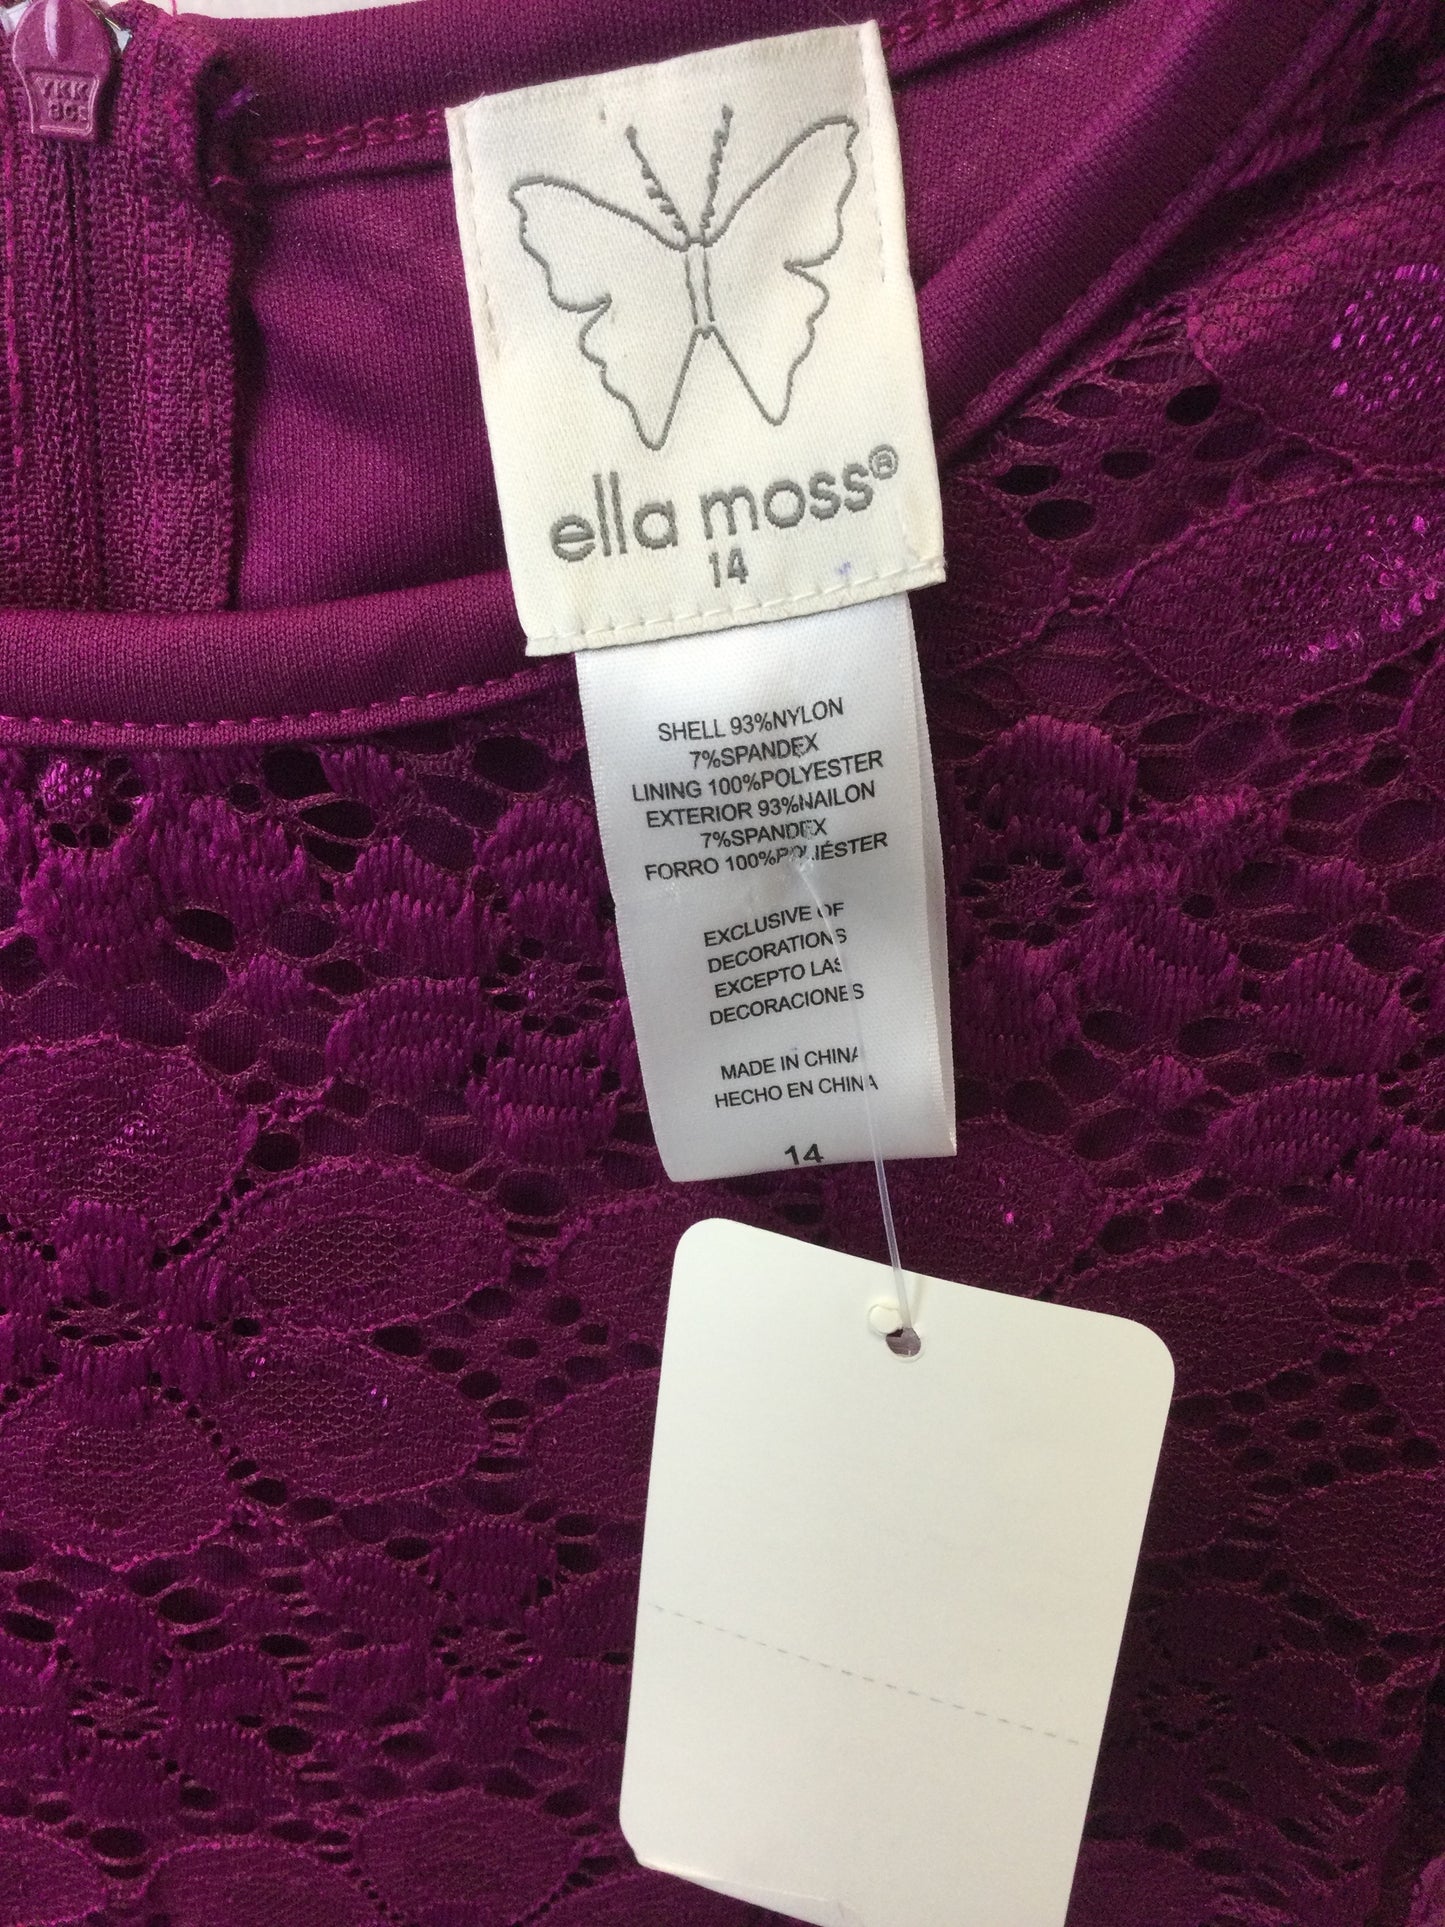 YKK
ella moss®
14
SHELL 93%NYLON
7%SPANDEX
LINING 100%POLYESTER
EXTERIOR 93%NAILON
7%SPANDEX
FORRO 100%POLIÉSTER
EXCLUSIVE OF
DECORATIONS
EXCEPTO LAS
DECORACIONES
MADE IN CHINA
HECHO EN CHINA
14